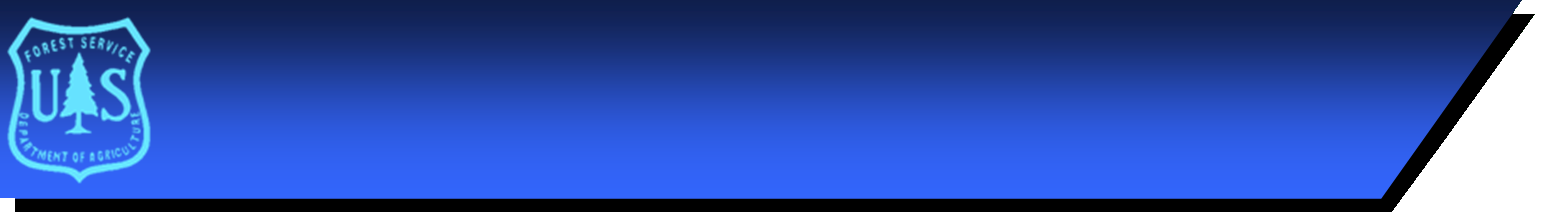 FOREST SERVICE
U S
DEPARTMENT OF AGRICULTURE